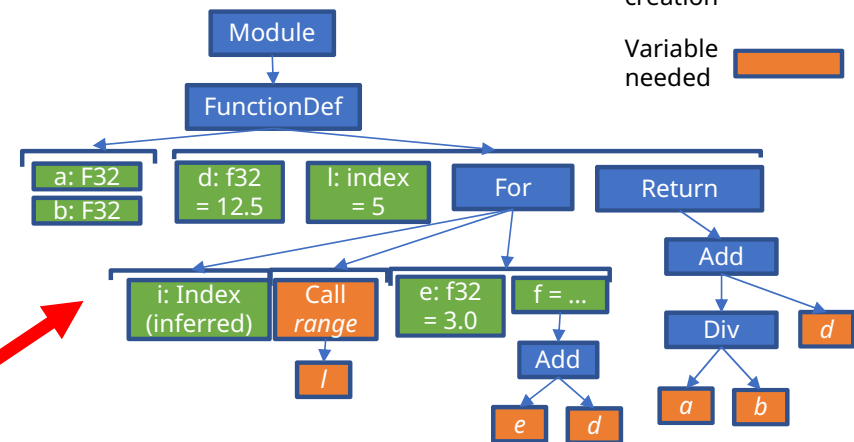 creation
Variable
needed
Module
FunctionDef
a: F32
b: F32
d: f32
= 12.5
l: index
= 5
For
Return
i: Index
(inferred)
Call
range
l
e: f32
= 3.0
f = ...
Add
e
d
Add
Div
d
a
b